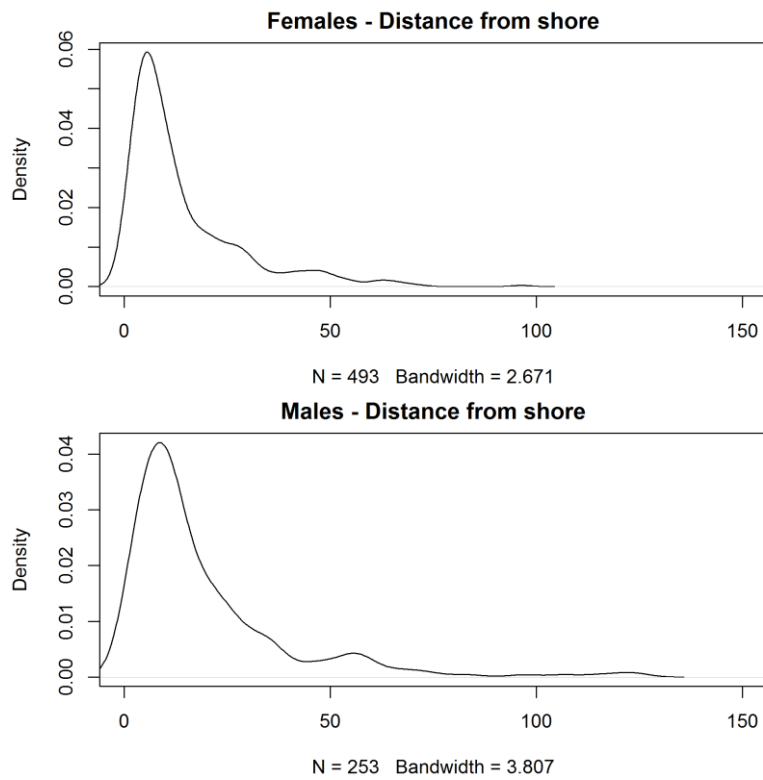 Females - Distance from shore
Density
0.00
0.02
0.04
0.06
0
50
100
150
N = 493   Bandwidth = 2.671
Males - Distance from shore
Density
0.00
0.01
0.02
0.03
0.04
0
50
100
150
N = 253   Bandwidth = 3.807